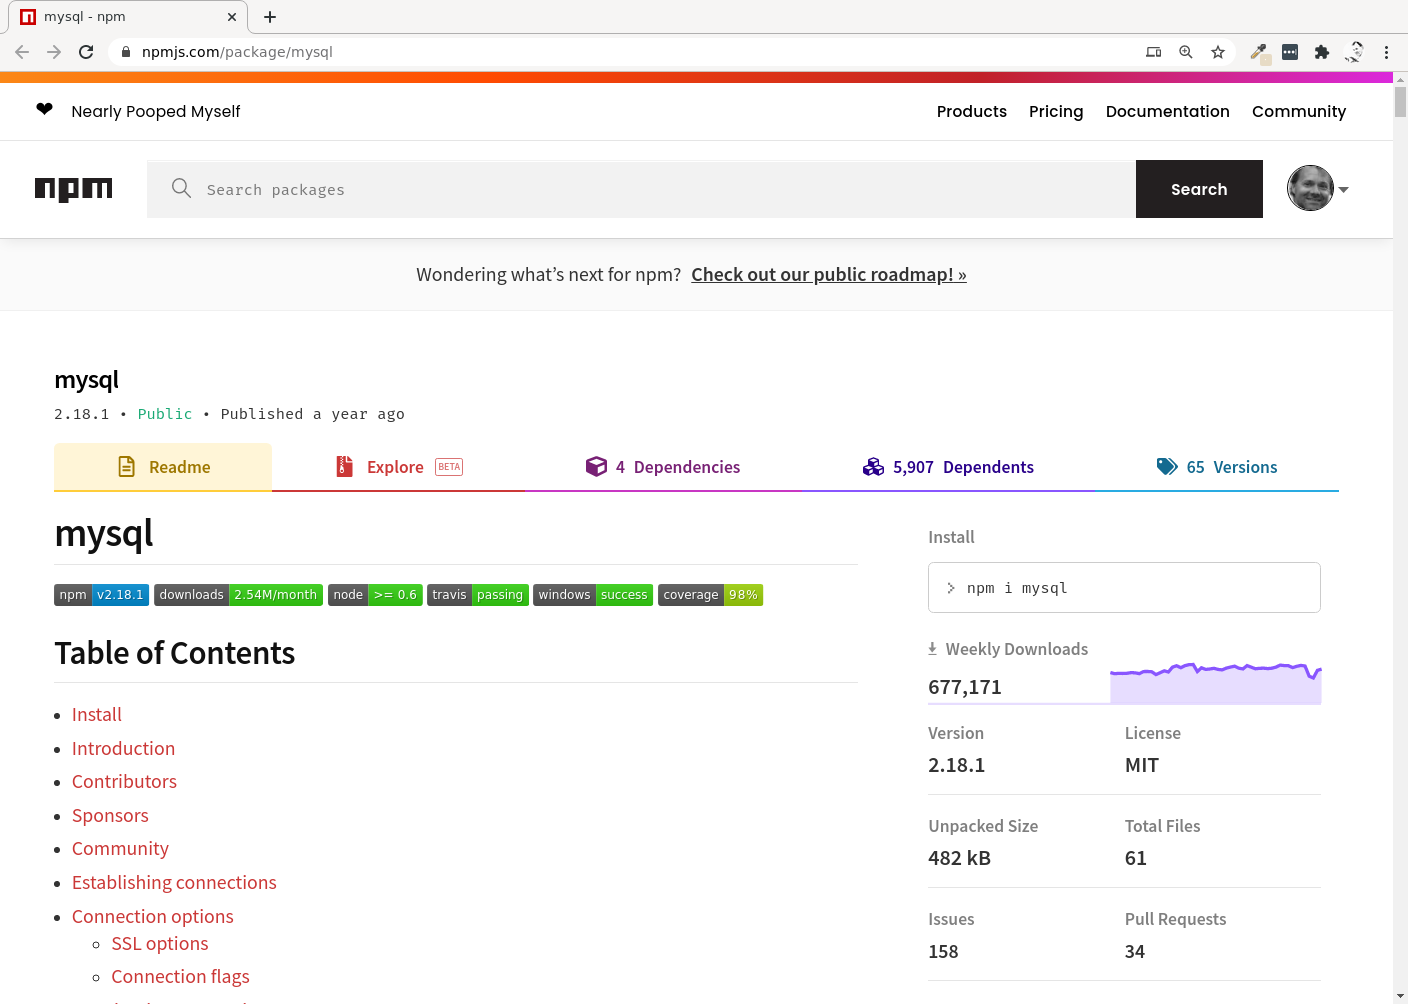 mysql - npm
npmjs.com/package/mysql
❤ Nearly Pooped Myself
Products Pricing Documentation Community
npm
Search packages
Search
Wondering what’s next for npm? Check out our public roadmap! »
mysql
2.18.1 • Public • Published a year ago
Readme
Explore BETA
4 Dependencies
5,907 Dependents
65 Versions
mysql
npm v2.18.1 downloads 2.54M/month node >= 0.6 travis passing windows success coverage 98%
Table of Contents
• Install
• Introduction
• Contributors
• Sponsors
• Community
• Establishing connections
• Connection options
◦ SSL options
◦ Connection flags
Install
> npm i mysql
Weekly Downloads
677,171
Version
2.18.1
License
MIT
Unpacked Size
482 kB
Total Files
61
Issues
158
Pull Requests
34